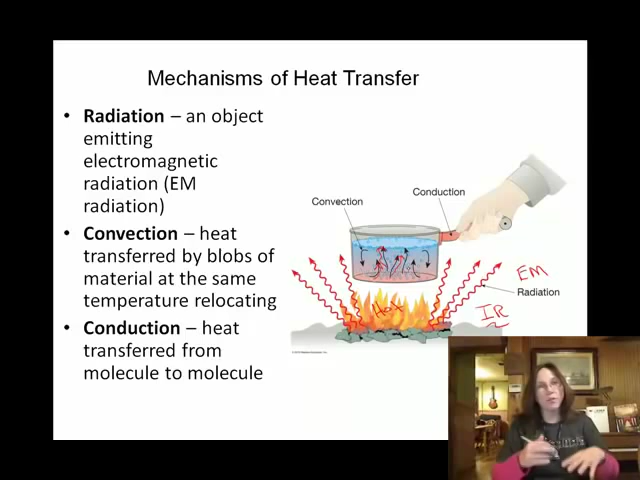 Mechanisms of Heat Transfer
• Radiation – an object
emitting
electromagnetic
radiation (EM
radiation)
• Convection – heat
transferred by blobs of
material at the same
temperature relocating
• Conduction – heat
transferred from
molecule to molecule
Conduction
Convection
EM
Radiation
Hot
IR